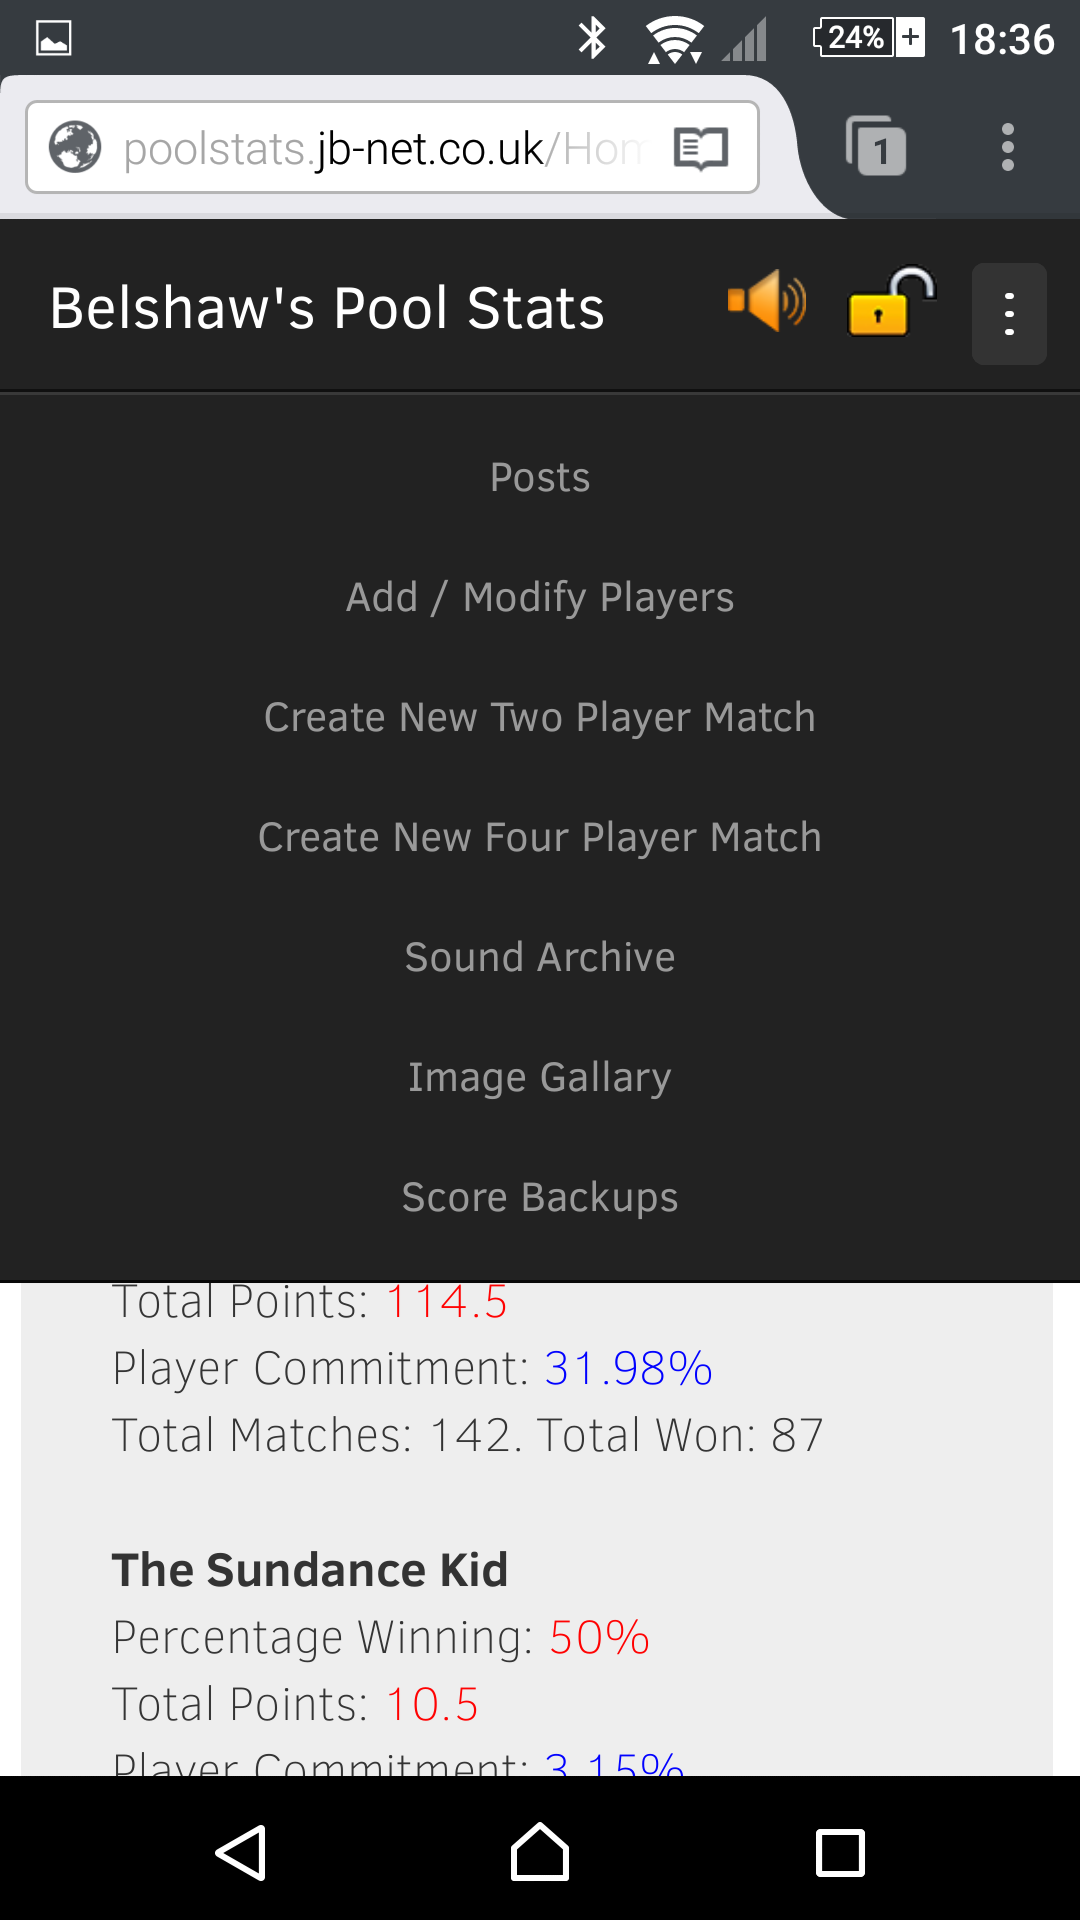 24% 18:36
poolstats.jb-net.co.uk/Hom
1
Belshaw's Pool Stats
Posts
Add / Modify Players
Create New Two Player Match
Create New Four Player Match
Sound Archive
Image Gallary
Score Backups
Total Points: 114.5
Player Commitment: 31.98%
Total Matches: 142. Total Won: 87
The Sundance Kid
Percentage Winning: 50%
Total Points: 10.5
Player Commitment: 3.15%